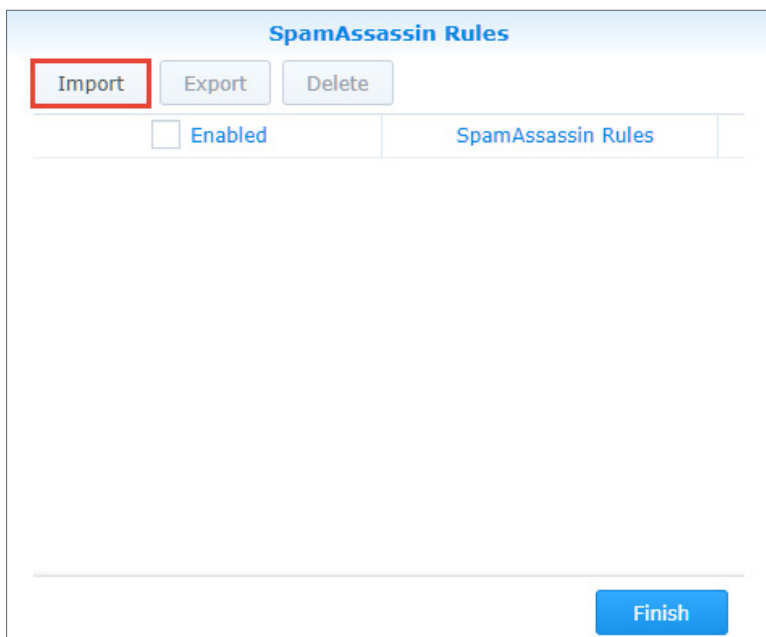 SpamAssassin Rules
Import Export Delete
Enabled SpamAssassin Rules
Finish